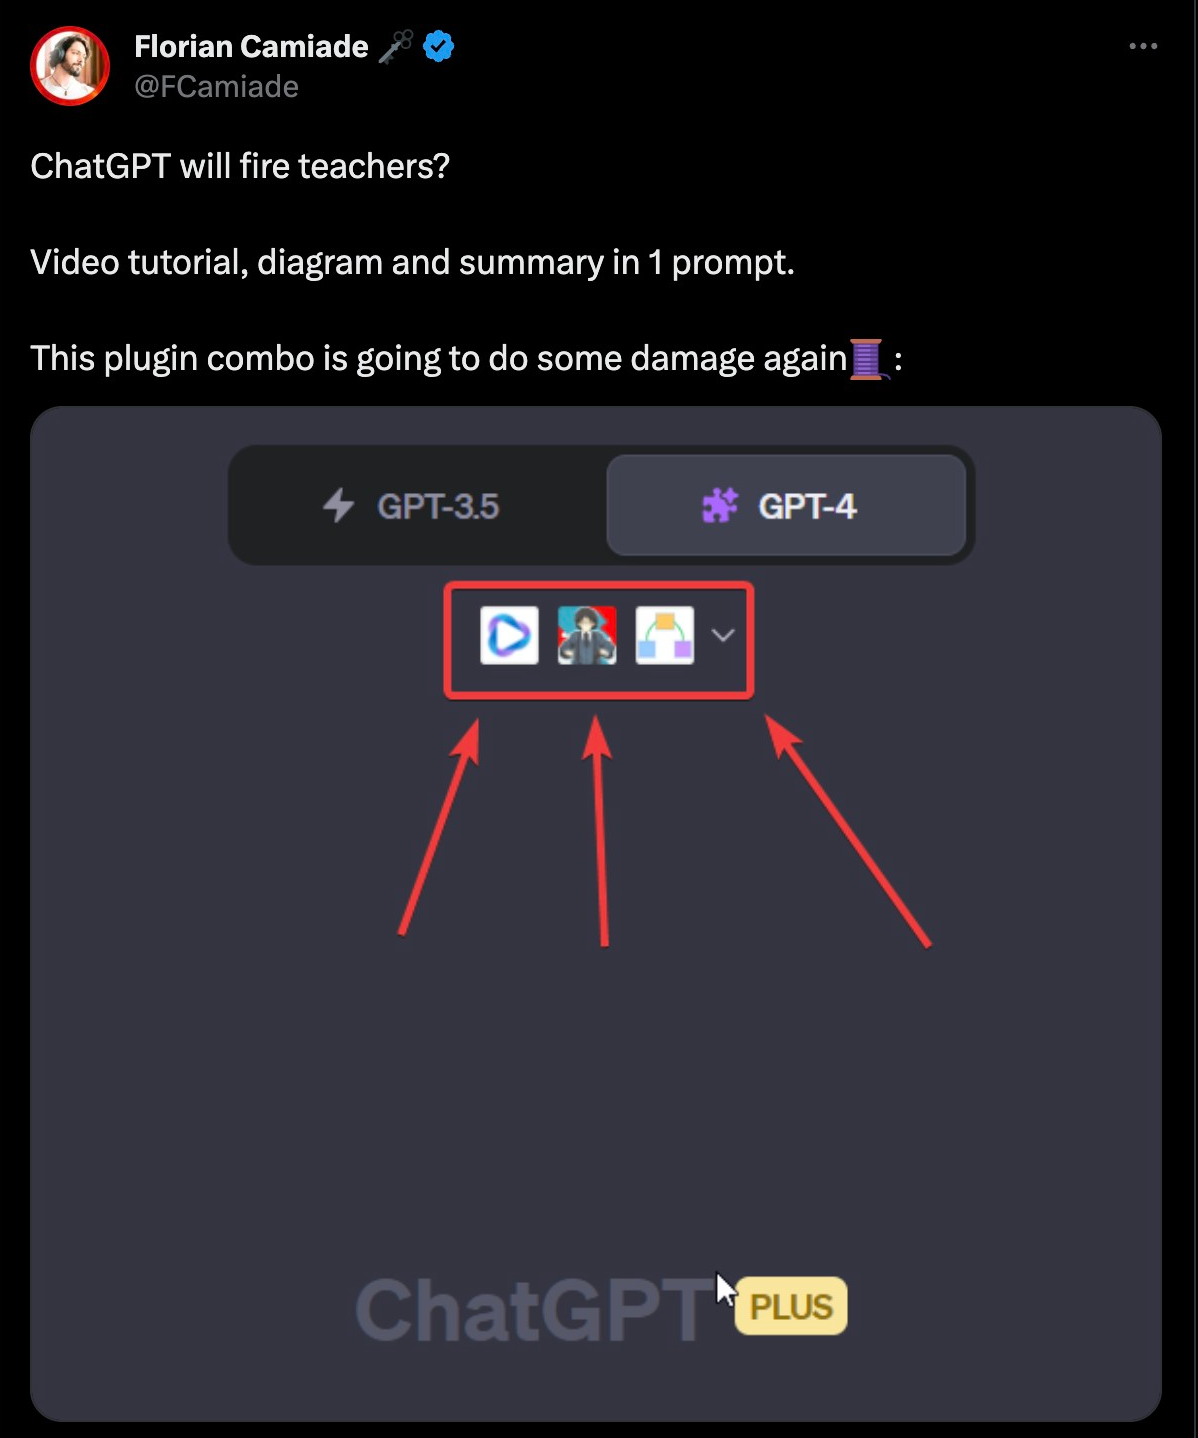 Florian Camiade 🗝️
@FCamiade
ChatGPT will fire teachers?
Video tutorial, diagram and summary in 1 prompt.
This plugin combo is going to do some damage again🧵:
GPT-3.5
GPT-4
ChatGPT PLUS